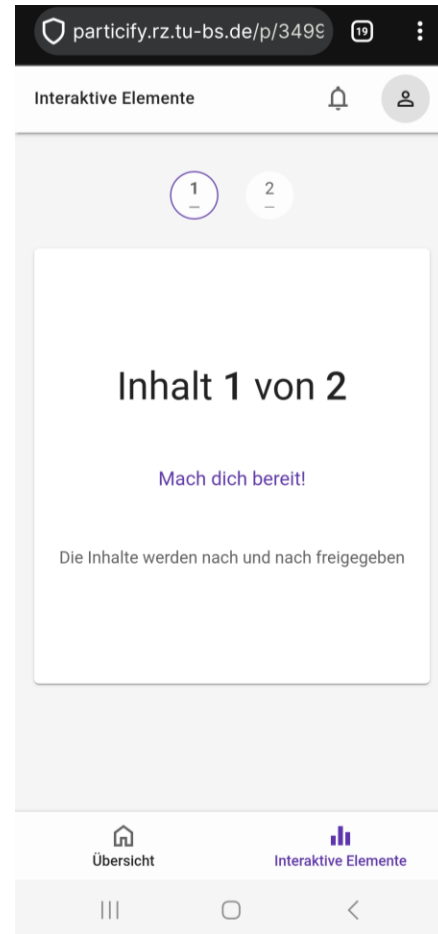 particify.rz.tu-bs.de/p/3499
19
Interaktive Elemente
1
2
Inhalt 1 von 2
Mach dich bereit!
Die Inhalte werden nach und nach freigegeben
Übersicht
Interaktive Elemente